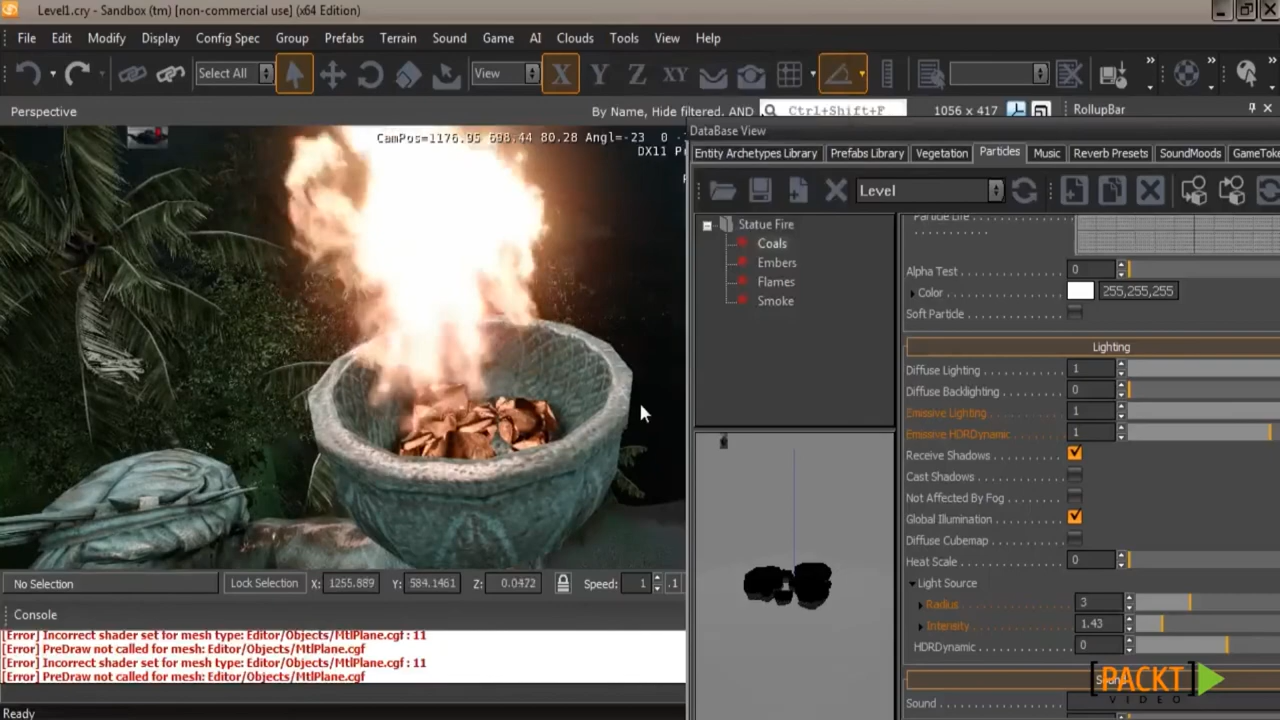 Level1.cry - Sandbox (tm) [non-commercial use] (x64 Edition)
File Edit Modify Display Config Spec Group Prefabs Terrain Sound Game AI Clouds Tools View Help
Select All View X Y Z XY
Perspective By Name, Hide filtered, AND Ctrl+Shift+F 1056 x 417 RollupBar
CamPos=1176.95 698.44 80.28 Angl=-23 0 -
DX11 Pr
DataBase View
Entity Archetypes Library Prefabs Library Vegetation Particles Music Reverb Presets SoundMoods GameTok
Level
Statue Fire
Coals
Embers
Flames
Smoke
Particle Life
Alpha Test 0
Color 255,255,255
Soft Particle
Lighting
Diffuse Lighting 1
Diffuse Backlighting 0
Emissive Lighting 1
Emissive HDRDynamic 1
Receive Shadows
Cast Shadows
Not Affected By Fog
Global Illumination
Diffuse Cubemap
Heat Scale 0
Light Source
Radius 3
Intensity 1.43
HDRDynamic 0
Sound
No Selection Lock Selection X: 1255.889 Y: 584.1461 Z: 0.0472 Speed: 1 .1
Console
[Error] Incorrect shader set for mesh type: Editor/Objects/MtlPlane.cgf : 11
[Error] PreDraw not called for mesh: Editor/Objects/MtlPlane.cgf
[Error] Incorrect shader set for mesh type: Editor/Objects/MtlPlane.cgf : 11
[Error] PreDraw not called for mesh: Editor/Objects/MtlPlane.cgf
Ready
[PACKT]
VIDEO